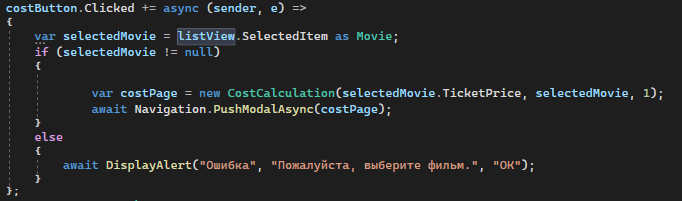 costButton.Clicked += async (sender, e) =>
{
    var selectedMovie = listView.SelectedItem as Movie;
    if (selectedMovie != null)
    {
            var costPage = new CostCalculation(selectedMovie.TicketPrice, selectedMovie, 1);
            await Navigation.PushModalAsync(costPage);
    }
    else
    {
        await DisplayAlert("Ошибка", "Пожалуйста, выберите фильм.", "OK");
    }
};